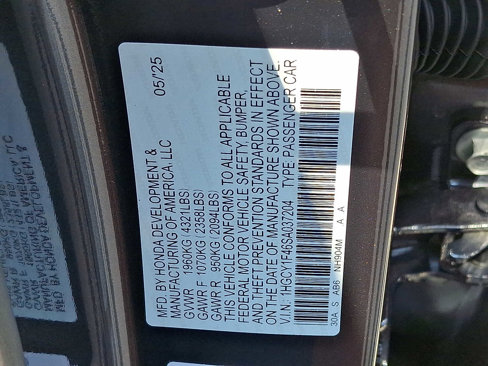 MFD. BY HONDA DEVELOPMENT &
MANUFACTURING OF AMERICA, LLC
05/25
GVWR 1960KG (4321LBS)
GAWR F 1070KG (2358LBS)
GAWR R 950KG (2094LBS)
THIS VEHICLE CONFORMS TO ALL APPLICABLE
FEDERAL MOTOR VEHICLE SAFETY, BUMPER,
AND THEFT PREVENTION STANDARDS IN EFFECT
ON THE DATE OF MANUFACTURE SHOWN ABOVE.
V.I.N.: 1HGCY1F46SA037204 TYPE PASSENGER CAR
30A S AB6 NH904M A A